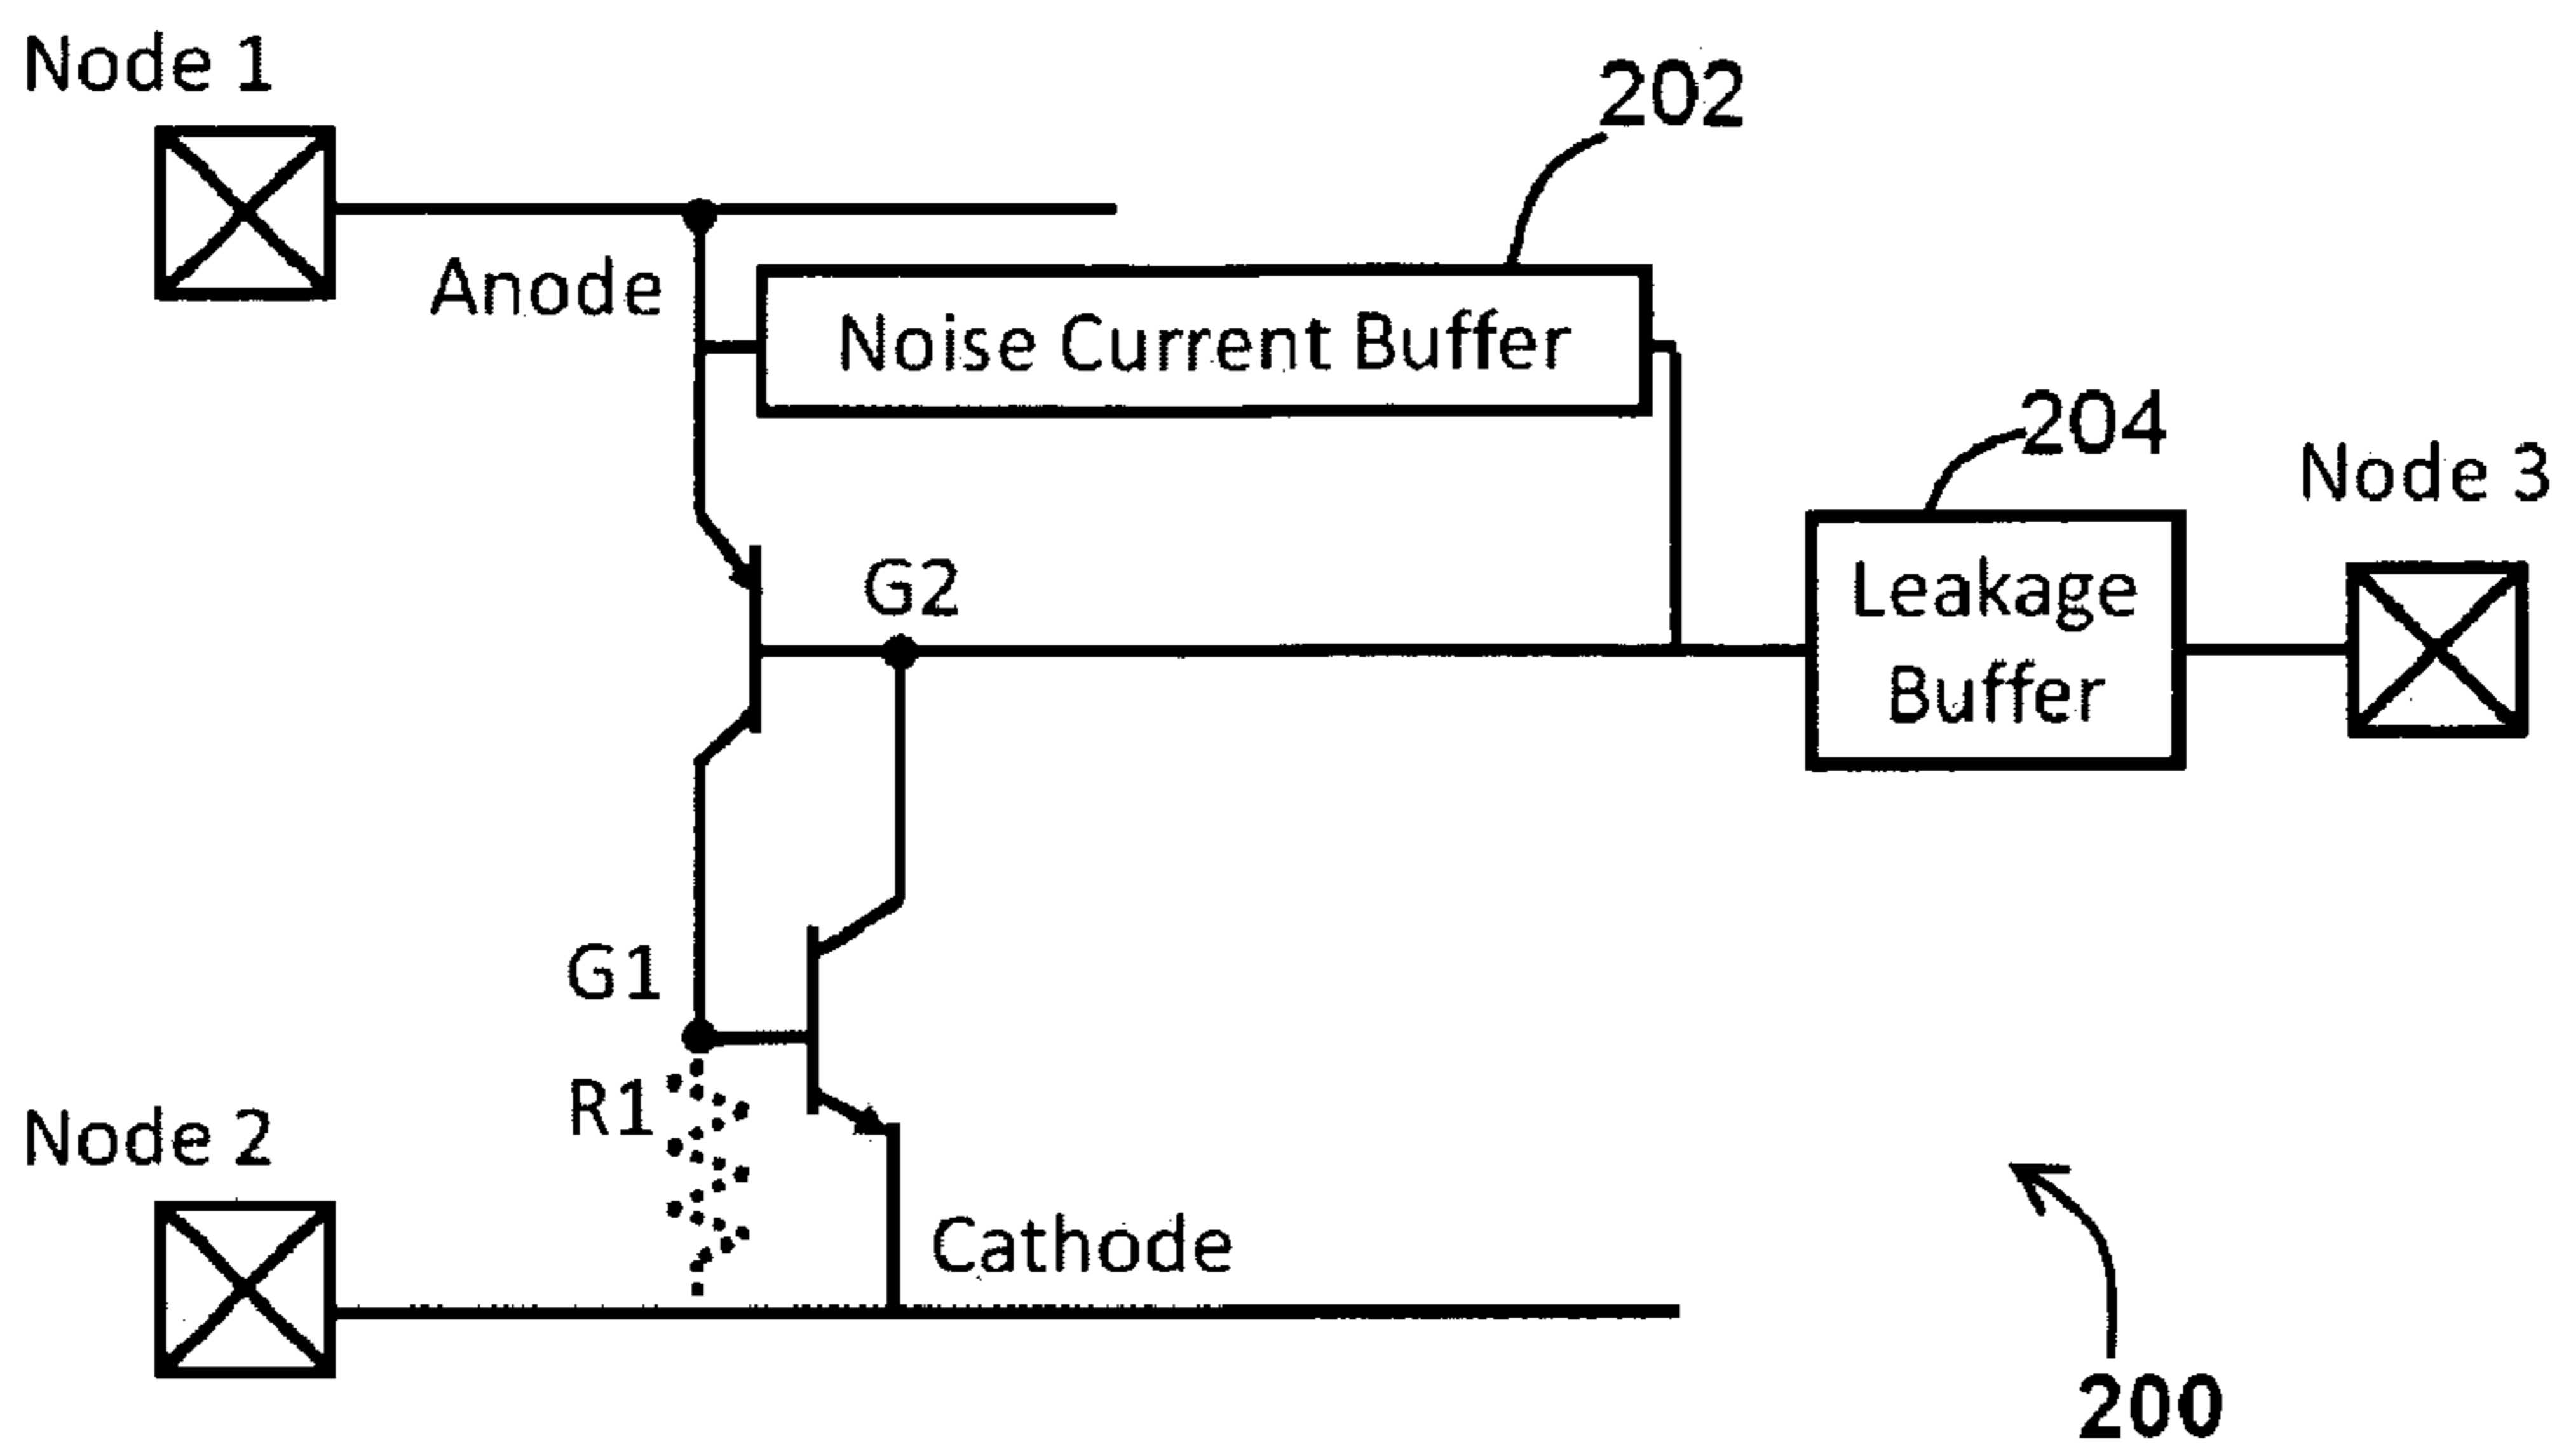 Node 1
202
Anode
Noise Current Buffer
204
Node 3
G2
Leakage
Buffer
G1
R1
Node 2
Cathode
200